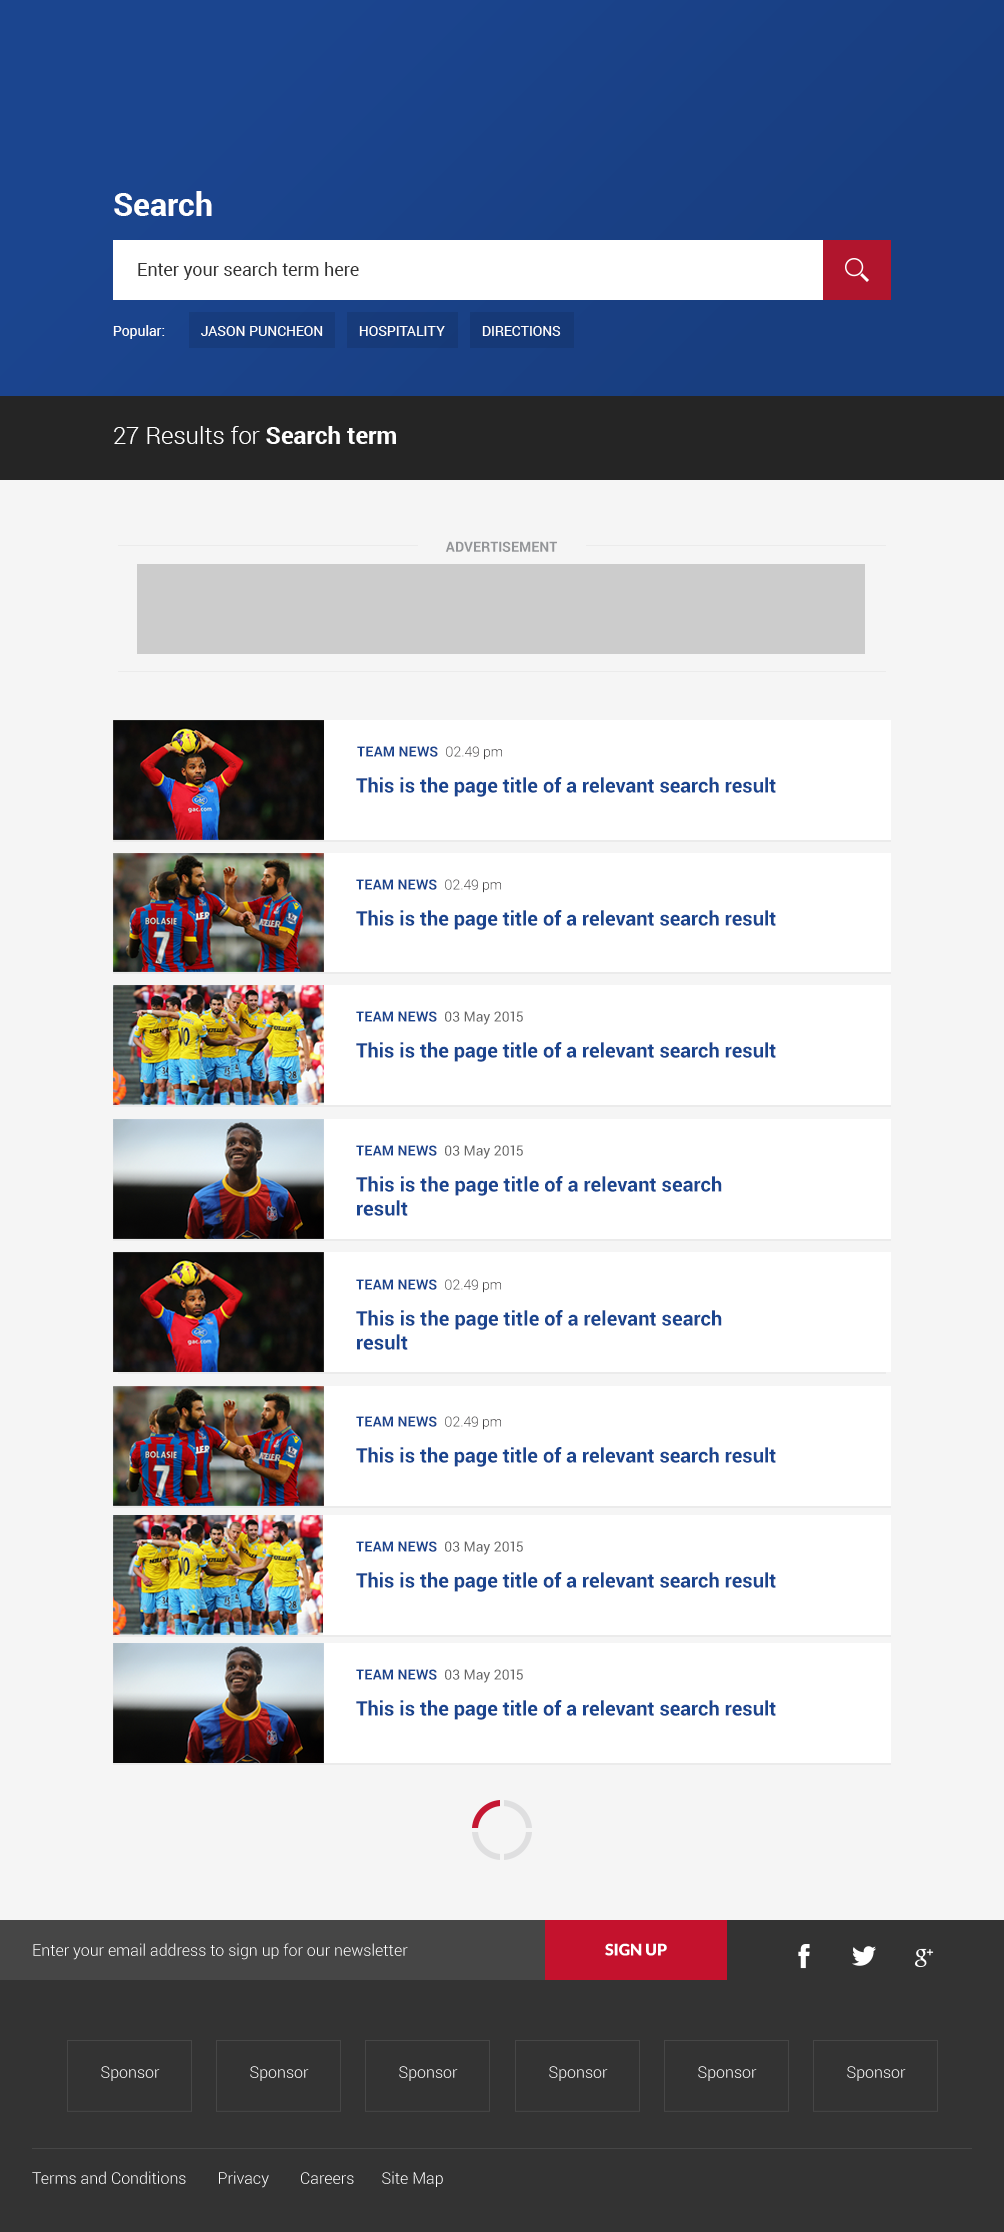 Search
Enter your search term here
Popular: JASON PUNCHEON HOSPITALITY DIRECTIONS
27 Results for Search term
ADVERTISEMENT
TEAM NEWS 02.49 pm
This is the page title of a relevant search result
gac.com
TEAM NEWS 02.49 pm
This is the page title of a relevant search result
BOLASIE
7
TEAM NEWS 03 May 2015
This is the page title of a relevant search result
TEAM NEWS 03 May 2015
This is the page title of a relevant search
result
TEAM NEWS 02.49 pm
This is the page title of a relevant search
result
gac.com
TEAM NEWS 02.49 pm
This is the page title of a relevant search result
BOLASIE
7
TEAM NEWS 03 May 2015
This is the page title of a relevant search result
TEAM NEWS 03 May 2015
This is the page title of a relevant search result
Enter your email address to sign up for our newsletter
SIGN UP
Sponsor Sponsor Sponsor Sponsor Sponsor Sponsor
Terms and Conditions Privacy Careers Site Map